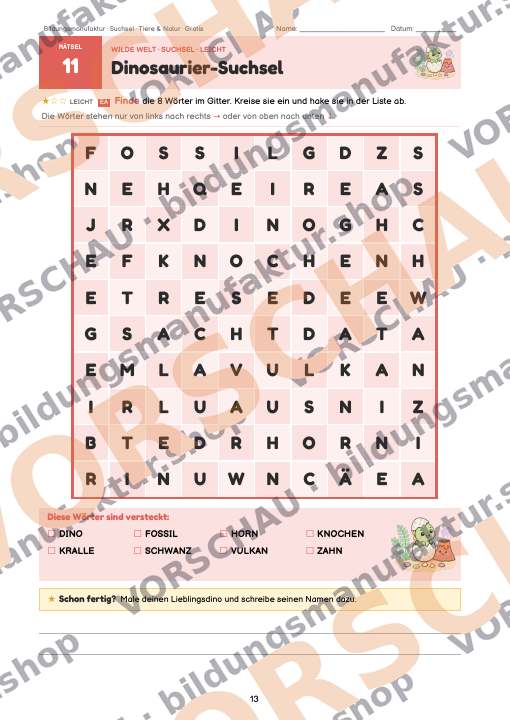 Bildungsmanufaktur · Suchsel · Tiere & Natur · Gratis Name: Datum:
RÄTSEL
11
WILDE WELT · SUCHSEL · LEICHT
Dinosaurier-Suchsel
★☆☆ LEICHT EA Finde die 8 Wörter im Gitter. Kreise sie ein und hake sie in der Liste ab.
Die Wörter stehen nur von links nach rechts → oder von oben nach unten ↓.
F O S S I L G D Z S
N E H Q E I R E A S
J R X D I N O G H C
E F K N O C H E N H
E T R E S E D E E W
G S A C H T D A T A
E M L A V U L K A N
I R L U A U S N I Z
B T E D R H O R N I
R I N U W N C Ä E A
Diese Wörter sind versteckt:
□ DINO □ FOSSIL □ HORN □ KNOCHEN
□ KRALLE □ SCHWANZ □ VULKAN □ ZAHN
★ Schon fertig? Male deinen Lieblingsdino und schreibe seinen Namen dazu.
13
VORSCHAU · bildungsmanufaktur.shop